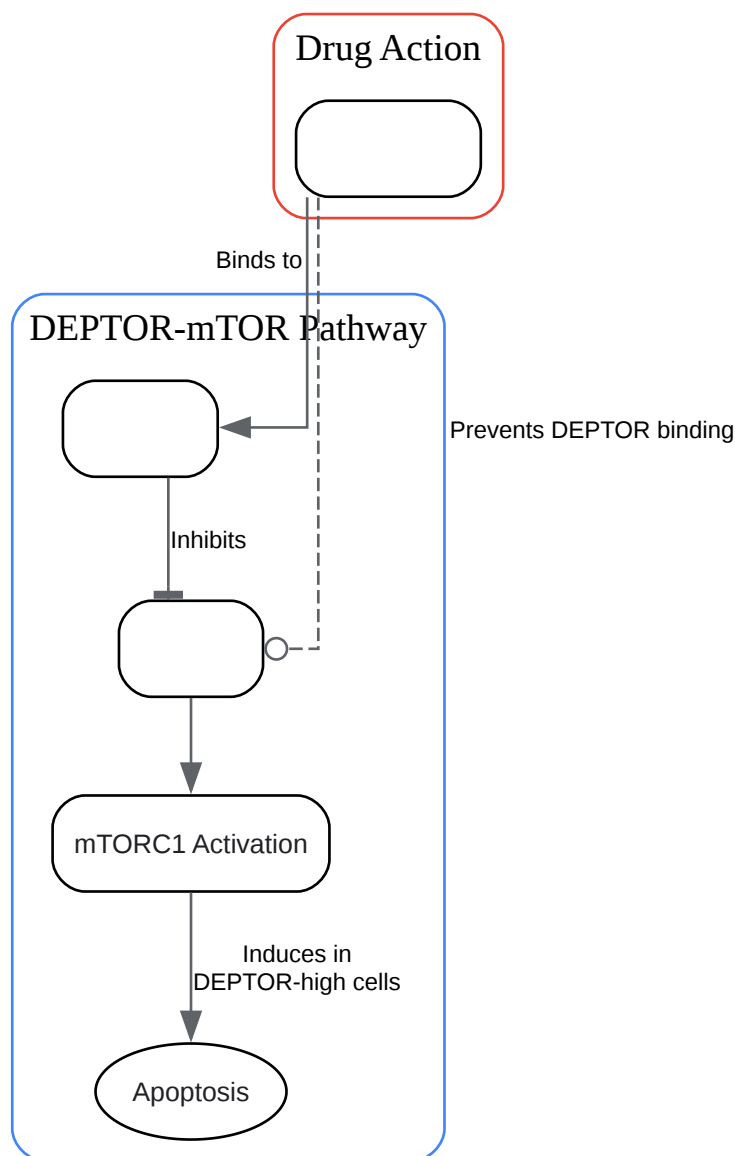 Drug Action
Binds to
DEPTOR-mTOR Pathway
Prevents DEPTOR binding
Inhibits
mTORC1 Activation
Induces in
DEPTOR-high cells
Apoptosis